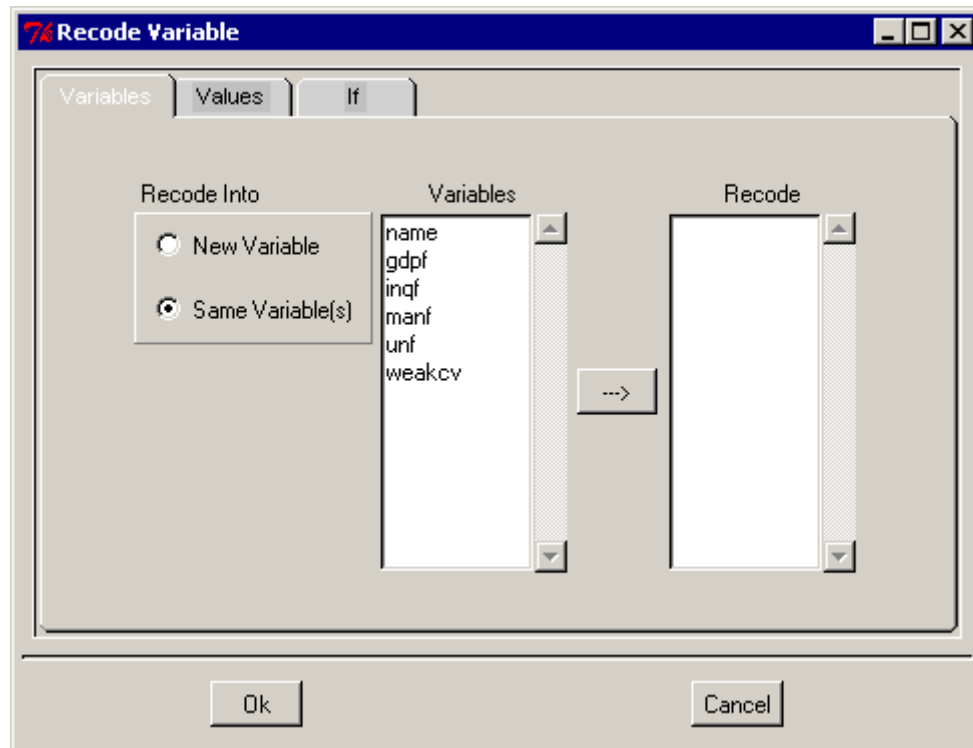 Recode Variable
Variables Values If
Recode Into
Variables
Recode
New Variable
Same Variable(s)
name
gdpf
inqf
manf
unf
weakcv
--->
Ok
Cancel